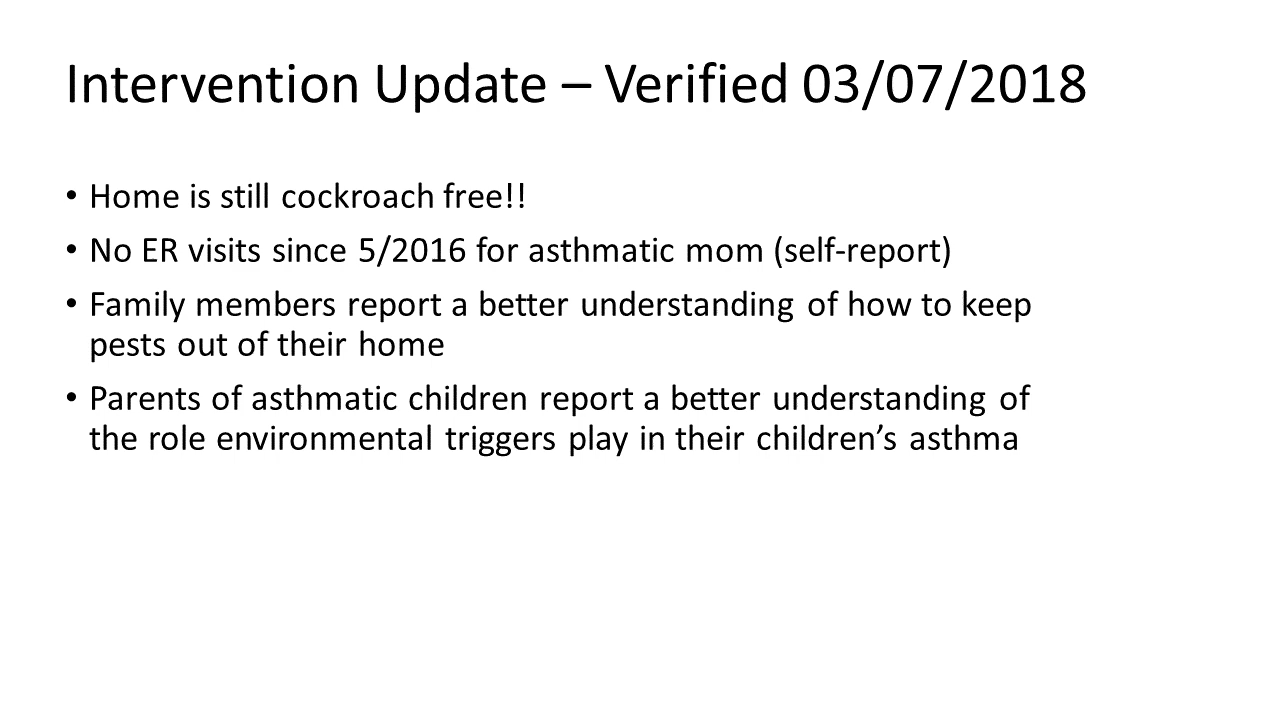 Intervention Update – Verified 03/07/2018
• Home is still cockroach free!!
• No ER visits since 5/2016 for asthmatic mom (self-report)
• Family members report a better understanding of how to keep
pests out of their home
• Parents of asthmatic children report a better understanding of
the role environmental triggers play in their children’s asthma